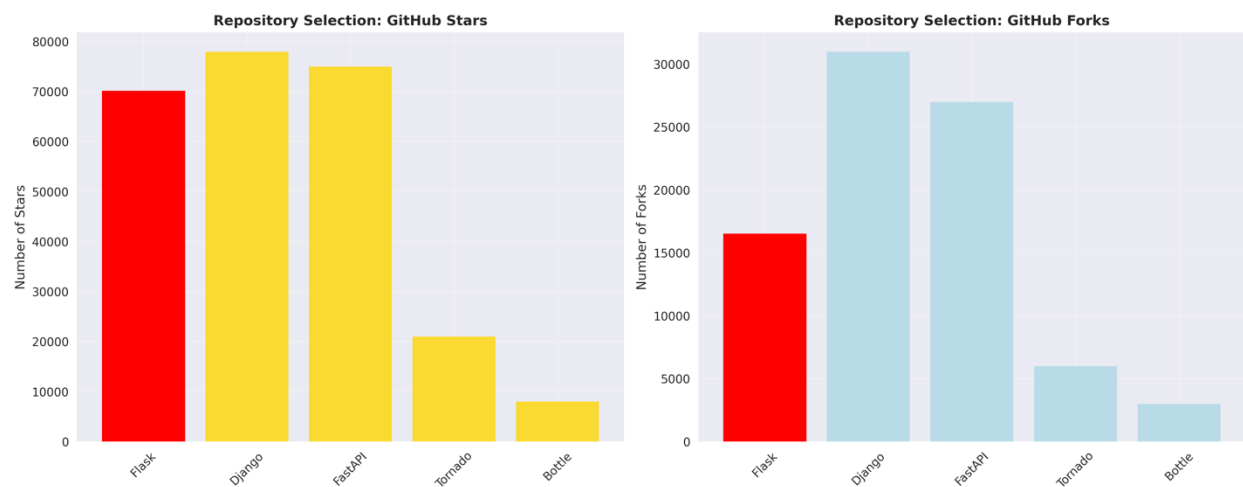 Repository Selection: GitHub Stars
Number of Stars
80000
70000
60000
50000
40000
30000
20000
10000
0
Flask
Django
FastAPI
Tornado
Bottle
Repository Selection: GitHub Forks
Number of Forks
30000
25000
20000
15000
10000
5000
0
Flask
Django
FastAPI
Tornado
Bottle